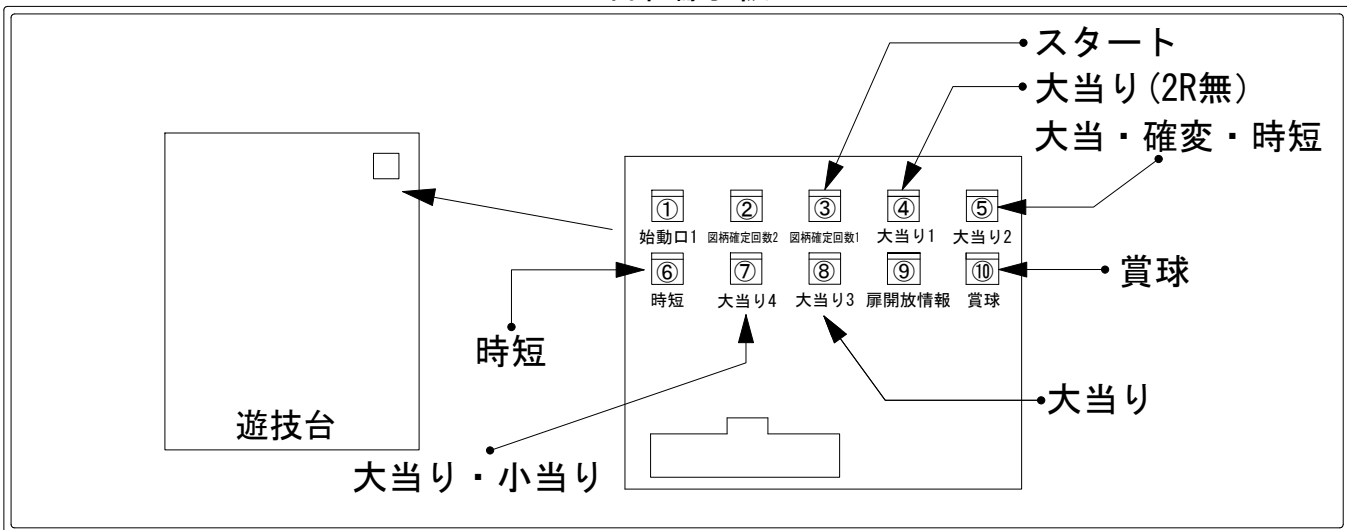 スタート
大当り(2R無)
大当・確変・時短
① ② ③ ④ ⑤
始動口1 図柄確定回数2 図柄確定回数1 大当り1 大当り2
⑥ ⑦ ⑧ ⑨ ⑩
時短 大当り4 大当り3 扉開放情報 賞球
賞球
時短
大当り
遊技台
大当り・小当り